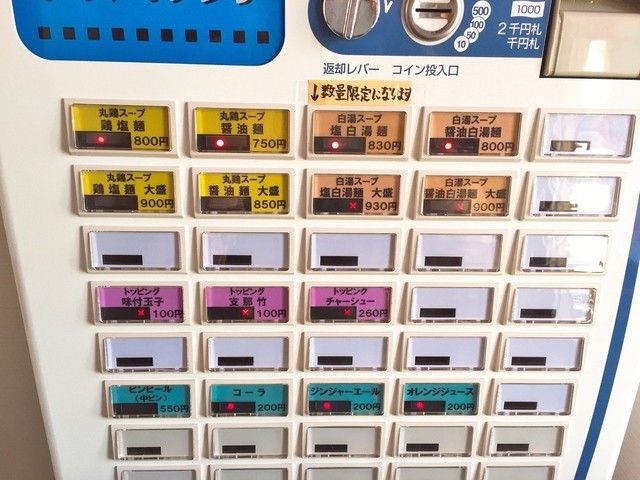 500
100
50
10
1000
2千円札
千円札
返却レバー コイン投入口
↓数量限定になります
丸鶏スープ
鶏塩麺
800円
丸鶏スープ
醤油麺
750円
白湯スープ
塩白湯麺
830円
白湯スープ
醤油白湯麺
800円
丸鶏スープ
鶏塩麺 大盛
900円
丸鶏スープ
醤油麺 大盛
850円
白湯スープ
塩白湯麺 大盛
930円
白湯スープ
醤油白湯麺 大盛
900円
トッピング
味付玉子
100円
トッピング
支那竹
100円
トッピング
チャーシュー
260円
ビンビール
(中ビン)
550円
コーラ
200円
ジンジャーエール
200円
オレンジジュース
200円